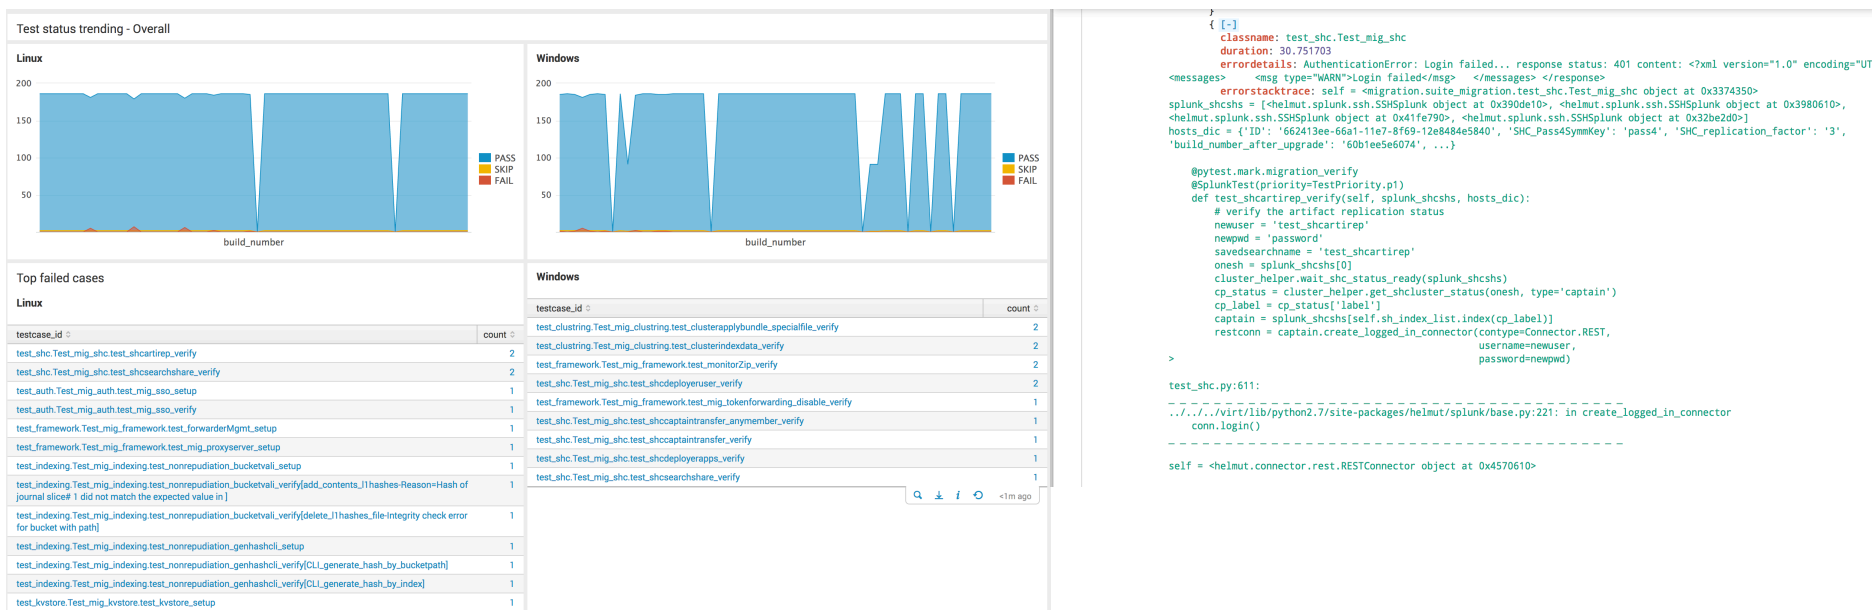 Test status trending - Overall
Linux
200
150
100
50
PASS
SKIP
FAIL
build_number
Windows
200
150
100
50
PASS
SKIP
FAIL
build_number
Top failed cases
Linux
testcase_id
count
test_shc.Test_mig_shc.test_shcartirep_verify
2
test_shc.Test_mig_shc.test_shcsearchshare_verify
2
test_auth.Test_mig_auth.test_mig_sso_setup
1
test_auth.Test_mig_auth.test_mig_sso_verify
1
test_framework.Test_mig_framework.test_forwarderMgmt_setup
1
test_framework.Test_mig_framework.test_mig_proxyserver_setup
1
test_indexing.Test_mig_indexing.test_nonrepudiation_bucketvali_setup
1
test_indexing.Test_mig_indexing.test_nonrepudiation_bucketvali_verify[add_contents_l1hashes-Reason=Hash of
journal slice# 1 did not match the expected value in ]
1
test_indexing.Test_mig_indexing.test_nonrepudiation_bucketvali_verify[delete_l1hashes_file-Integrity check error
for bucket with path]
1
test_indexing.Test_mig_indexing.test_nonrepudiation_genhashcli_setup
1
test_indexing.Test_mig_indexing.test_nonrepudiation_genhashcli_verify[CLI_generate_hash_by_bucketpath]
1
test_indexing.Test_mig_indexing.test_nonrepudiation_genhashcli_verify[CLI_generate_hash_by_index]
1
test_kvstore.Test_mig_kvstore.test_kvstore_setup
1
Windows
testcase_id
count
test_clustring.Test_mig_clustring.test_clusterapplybundle_specialfile_verify
2
test_clustring.Test_mig_clustring.test_clusterindexdata_verify
2
test_framework.Test_mig_framework.test_monitorZip_verify
2
test_shc.Test_mig_shc.test_shcdeployeruser_verify
2
test_framework.Test_mig_framework.test_mig_tokenforwarding_disable_verify
1
test_shc.Test_mig_shc.test_shccaptaintransfer_anymember_verify
1
test_shc.Test_mig_shc.test_shccaptaintransfer_verify
1
test_shc.Test_mig_shc.test_shcdeployerapps_verify
1
test_shc.Test_mig_shc.test_shcsearchshare_verify
1
<1m ago
}
{ [-]
classname: test_shc.Test_mig_shc
duration: 30.751703
errordetails: AuthenticationError: Login failed... response status: 401 content: <?xml version="1.0" encoding="UT
<messages> <msg type="WARN">Login failed</msg> </messages> </response>
errorstacktrace: self = <migration.suite_migration.test_shc.Test_mig_shc object at 0x3374350>
splunk_shcshs = [<helmut.splunk.ssh.SSHSplunk object at 0x390de10>, <helmut.splunk.ssh.SSHSplunk object at 0x3980610>,
<helmut.splunk.ssh.SSHSplunk object at 0x41fe790>, <helmut.splunk.ssh.SSHSplunk object at 0x32be2d0>]
hosts_dic = {'ID': '662413ee-66a1-11e7-8f69-12e8484e5840', 'SHC_Pass4SymmKey': 'pass4', 'SHC_replication_factor': '3',
'build_number_after_upgrade': '60b1ee5e6074', ...}
@pytest.mark.migration_verify
@SplunkTest(priority=TestPriority.p1)
def test_shcartirep_verify(self, splunk_shcshs, hosts_dic):
# verify the artifact replication status
newuser = 'test_shcartirep'
newpwd = 'password'
savedsearchname = 'test_shcartirep'
onesh = splunk_shcshs[0]
cluster_helper.wait_shc_status_ready(splunk_shcshs)
cp_status = cluster_helper.get_shcluster_status(onesh, type='captain')
cp_label = cp_status['label']
captain = splunk_shcshs[self.sh_index_list.index(cp_label)]
restconn = captain.create_logged_in_connector(contype=Connector.REST,
username=newuser,
> password=newpwd)
test_shc.py:611:
_ _ _ _ _ _ _ _ _ _ _ _ _ _ _ _ _ _ _ _ _ _ _ _ _ _ _ _ _ _ _ _ _ _ _ _ _ _ _ _
../../../virt/lib/python2.7/site-packages/helmut/splunk/base.py:221: in create_logged_in_connector
conn.login()
_ _ _ _ _ _ _ _ _ _ _ _ _ _ _ _ _ _ _ _ _ _ _ _ _ _ _ _ _ _ _ _ _ _ _ _ _ _ _ _
self = <helmut.connector.rest.RESTConnector object at 0x4570610>